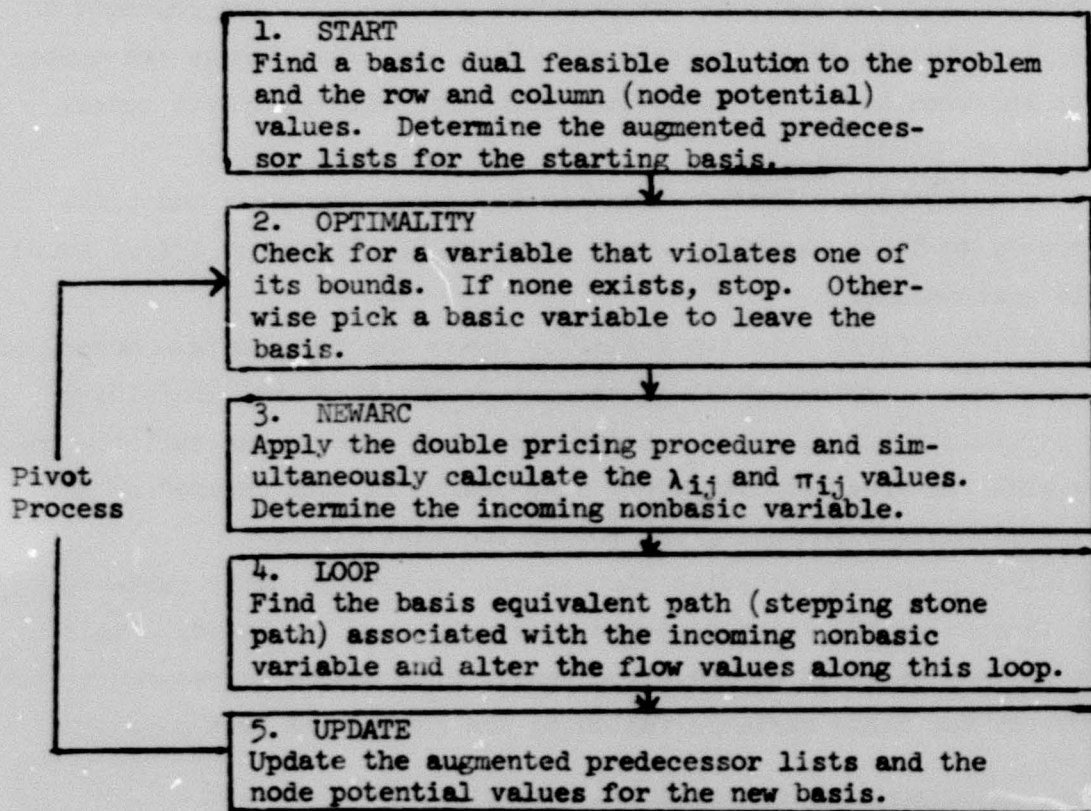 1. START
Find a basic dual feasible solution to the problem
and the row and column (node potential)
values. Determine the augmented predeces-
sor lists for the starting basis.
2. OPTIMALITY
Check for a variable that violates one of
its bounds. If none exists, stop. Other-
wise pick a basic variable to leave the
basis.
3. NEWARC
Apply the double pricing procedure and sim-
ultaneously calculate the λij and πij values.
Determine the incoming nonbasic variable.
Pivot
Process
4. LOOP
Find the basis equivalent path (stepping stone
path) associated with the incoming nonbasic
variable and alter the flow values along this loop.
5. UPDATE
Update the augmented predecessor lists and the
node potential values for the new basis.